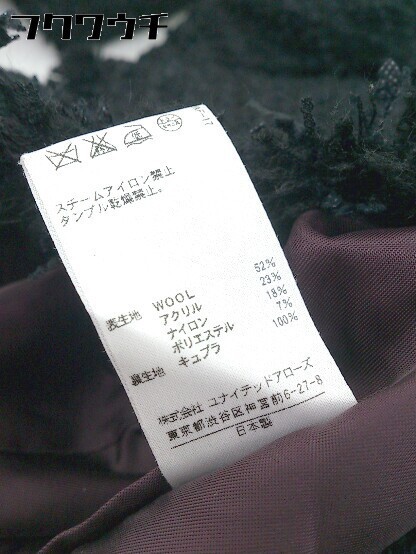 フクワウチ
スチームアイロン禁止
タンブル乾燥禁止。
表生地 WOOL 52%
アクリル 23%
ナイロン 18%
ポリエステル 7%
裏生地 キュプラ 100%
株式会社 ユナイテッドアローズ
東京都渋谷区神宮前6-27-8
日本製